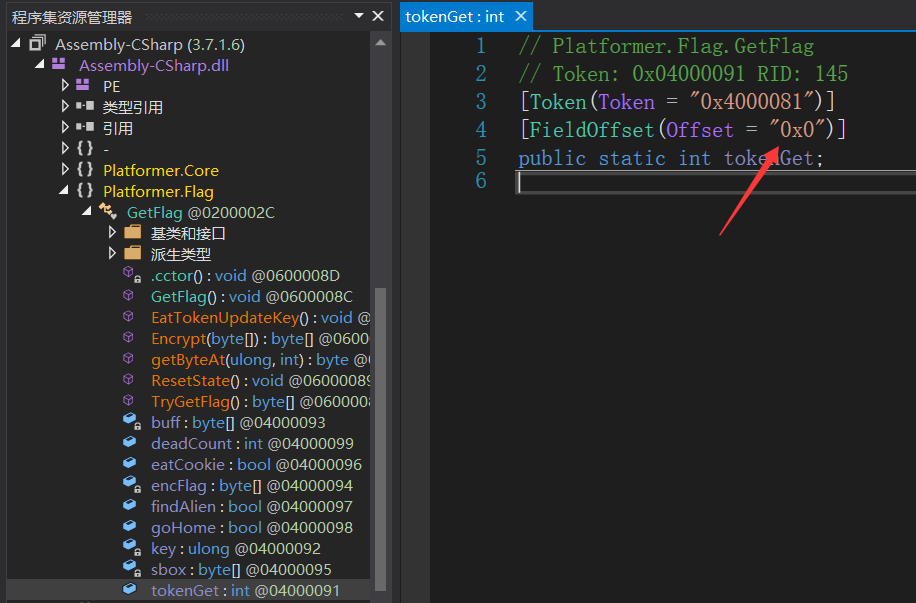 程序集资源管理器
Assembly-CSharp (3.7.1.6)
Assembly-CSharp.dll
PE
类型引用
引用
{ } -
{ } Platformer.Core
{ } Platformer.Flag
GetFlag @0200002C
基类和接口
派生类型
.cctor() : void @0600008D
GetFlag() : void @0600008C
EatTokenUpdateKey() : void @
Encrypt(byte[]) : byte[] @0600
getByteAt(ulong, int) : byte @
ResetState() : void @06000089
TryGetFlag() : byte[] @060000
buff : byte[] @04000093
deadCount : int @04000099
eatCookie : bool @04000096
encFlag : byte[] @04000094
findAlien : bool @04000097
goHome : bool @04000098
key : ulong @04000092
sbox : byte[] @04000095
tokenGet : int @04000091
tokenGet : int
1 // Platformer.Flag.GetFlag
2 // Token: 0x04000091 RID: 145
3 [Token(Token = "0x4000081")]
4 [FieldOffset(Offset = "0x0")]
5 public static int tokenGet;
6